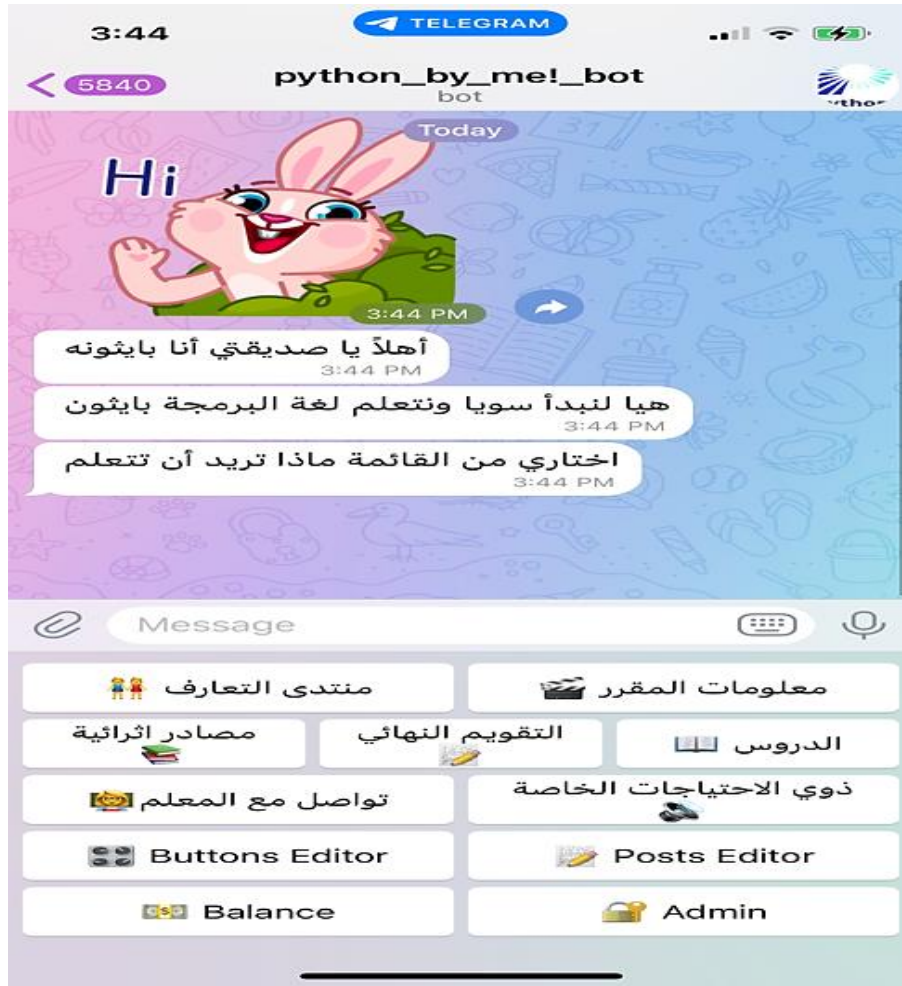 3:44
TELEGRAM
5840
python_by_me!_bot
bot
Today
Hi
3:44 PM
أهلاً يا صديقتي أنا بايثونه
3:44 PM
هيا لنبدأ سويا ونتعلم لغة البرمجة بايثون
3:44 PM
اختاري من القائمة ماذا تريد أن تتعلم
3:44 PM
Message
معلومات المقرر
منتدى التعارف
الدروس
التقويم النهائي
مصادر اثرائية
ذوي الاحتياجات الخاصة
تواصل مع المعلم
Buttons Editor
Posts Editor
Balance
Admin